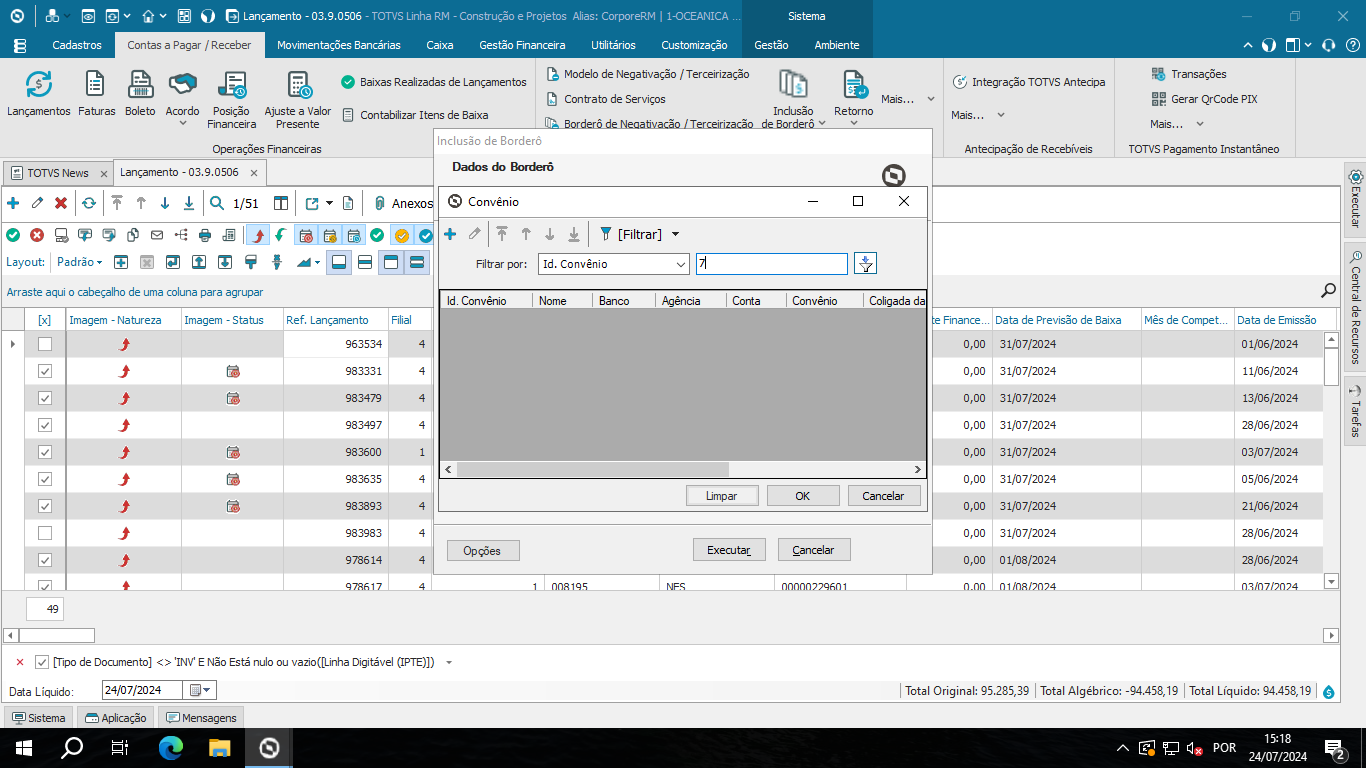 Lançamento - 03.9.0506 - TOTVS Linha RM - Construção e Projetos Alias: CorporeRM | 1-OCEANICA ...
Sistema
Cadastros
Contas a Pagar / Receber
Movimentações Bancárias
Caixa
Gestão Financeira
Utilitários
Customização
Gestão
Ambiente
Lançamentos
Faturas
Boleto
Acordo
Posição Financeira
Ajuste a Valor Presente
Baixas Realizadas de Lançamentos
Contabilizar Itens de Baixa
Operações Financeiras
Modelo de Negativação / Terceirização
Contrato de Serviços
Borderô de Negativação / Terceirização
Inclusão de Borderô
Retorno
Mais...
Integração TOTVS Antecipa
Mais...
Antecipação de Recebíveis
Transações
Gerar QrCode PIX
Mais...
TOTVS Pagamento Instantâneo
TOTVS News
Lançamento - 03.9.0506
1/51
Anexos
Layout: Padrão
Arraste aqui o cabeçalho de uma coluna para agrupar
[x] Imagem - Natureza Imagem - Status Ref. Lançamento Filial te Finance... Data de Previsão de Baixa Mês de Compet... Data de Emissão
963534 4 0,00 31/07/2024 01/06/2024
983331 4 0,00 31/07/2024 11/06/2024
983479 4 0,00 31/07/2024 13/06/2024
983497 4 0,00 31/07/2024 28/06/2024
983600 1 0,00 31/07/2024 03/07/2024
983635 4 0,00 31/07/2024 05/06/2024
983893 4 0,00 31/07/2024 21/06/2024
983983 4 0,00 31/07/2024 28/06/2024
978614 4 0,00 01/08/2024 28/06/2024
978617 4 1 008195 NFS 00000229601 0,00 01/08/2024 03/07/2024
49
Inclusão de Borderô
Dados do Borderô
Convênio
[Filtrar]
Filtrar por: Id. Convênio 7
Id. Convênio Nome Banco Agência Conta Convênio Coligada da
Limpar
OK
Cancelar
Opções
Executar
Cancelar
Executar
Central de Recursos
Tarefas
[Tipo de Documento] <> 'INV' E Não Está nulo ou vazio([Linha Digitável (IPTE)])
Data Líquido: 24/07/2024
Total Original: 95.285,39 Total Algébrico: -94.458,19 Total Líquido: 94.458,19
Sistema
Aplicação
Mensagens
POR
15:18
24/07/2024
2